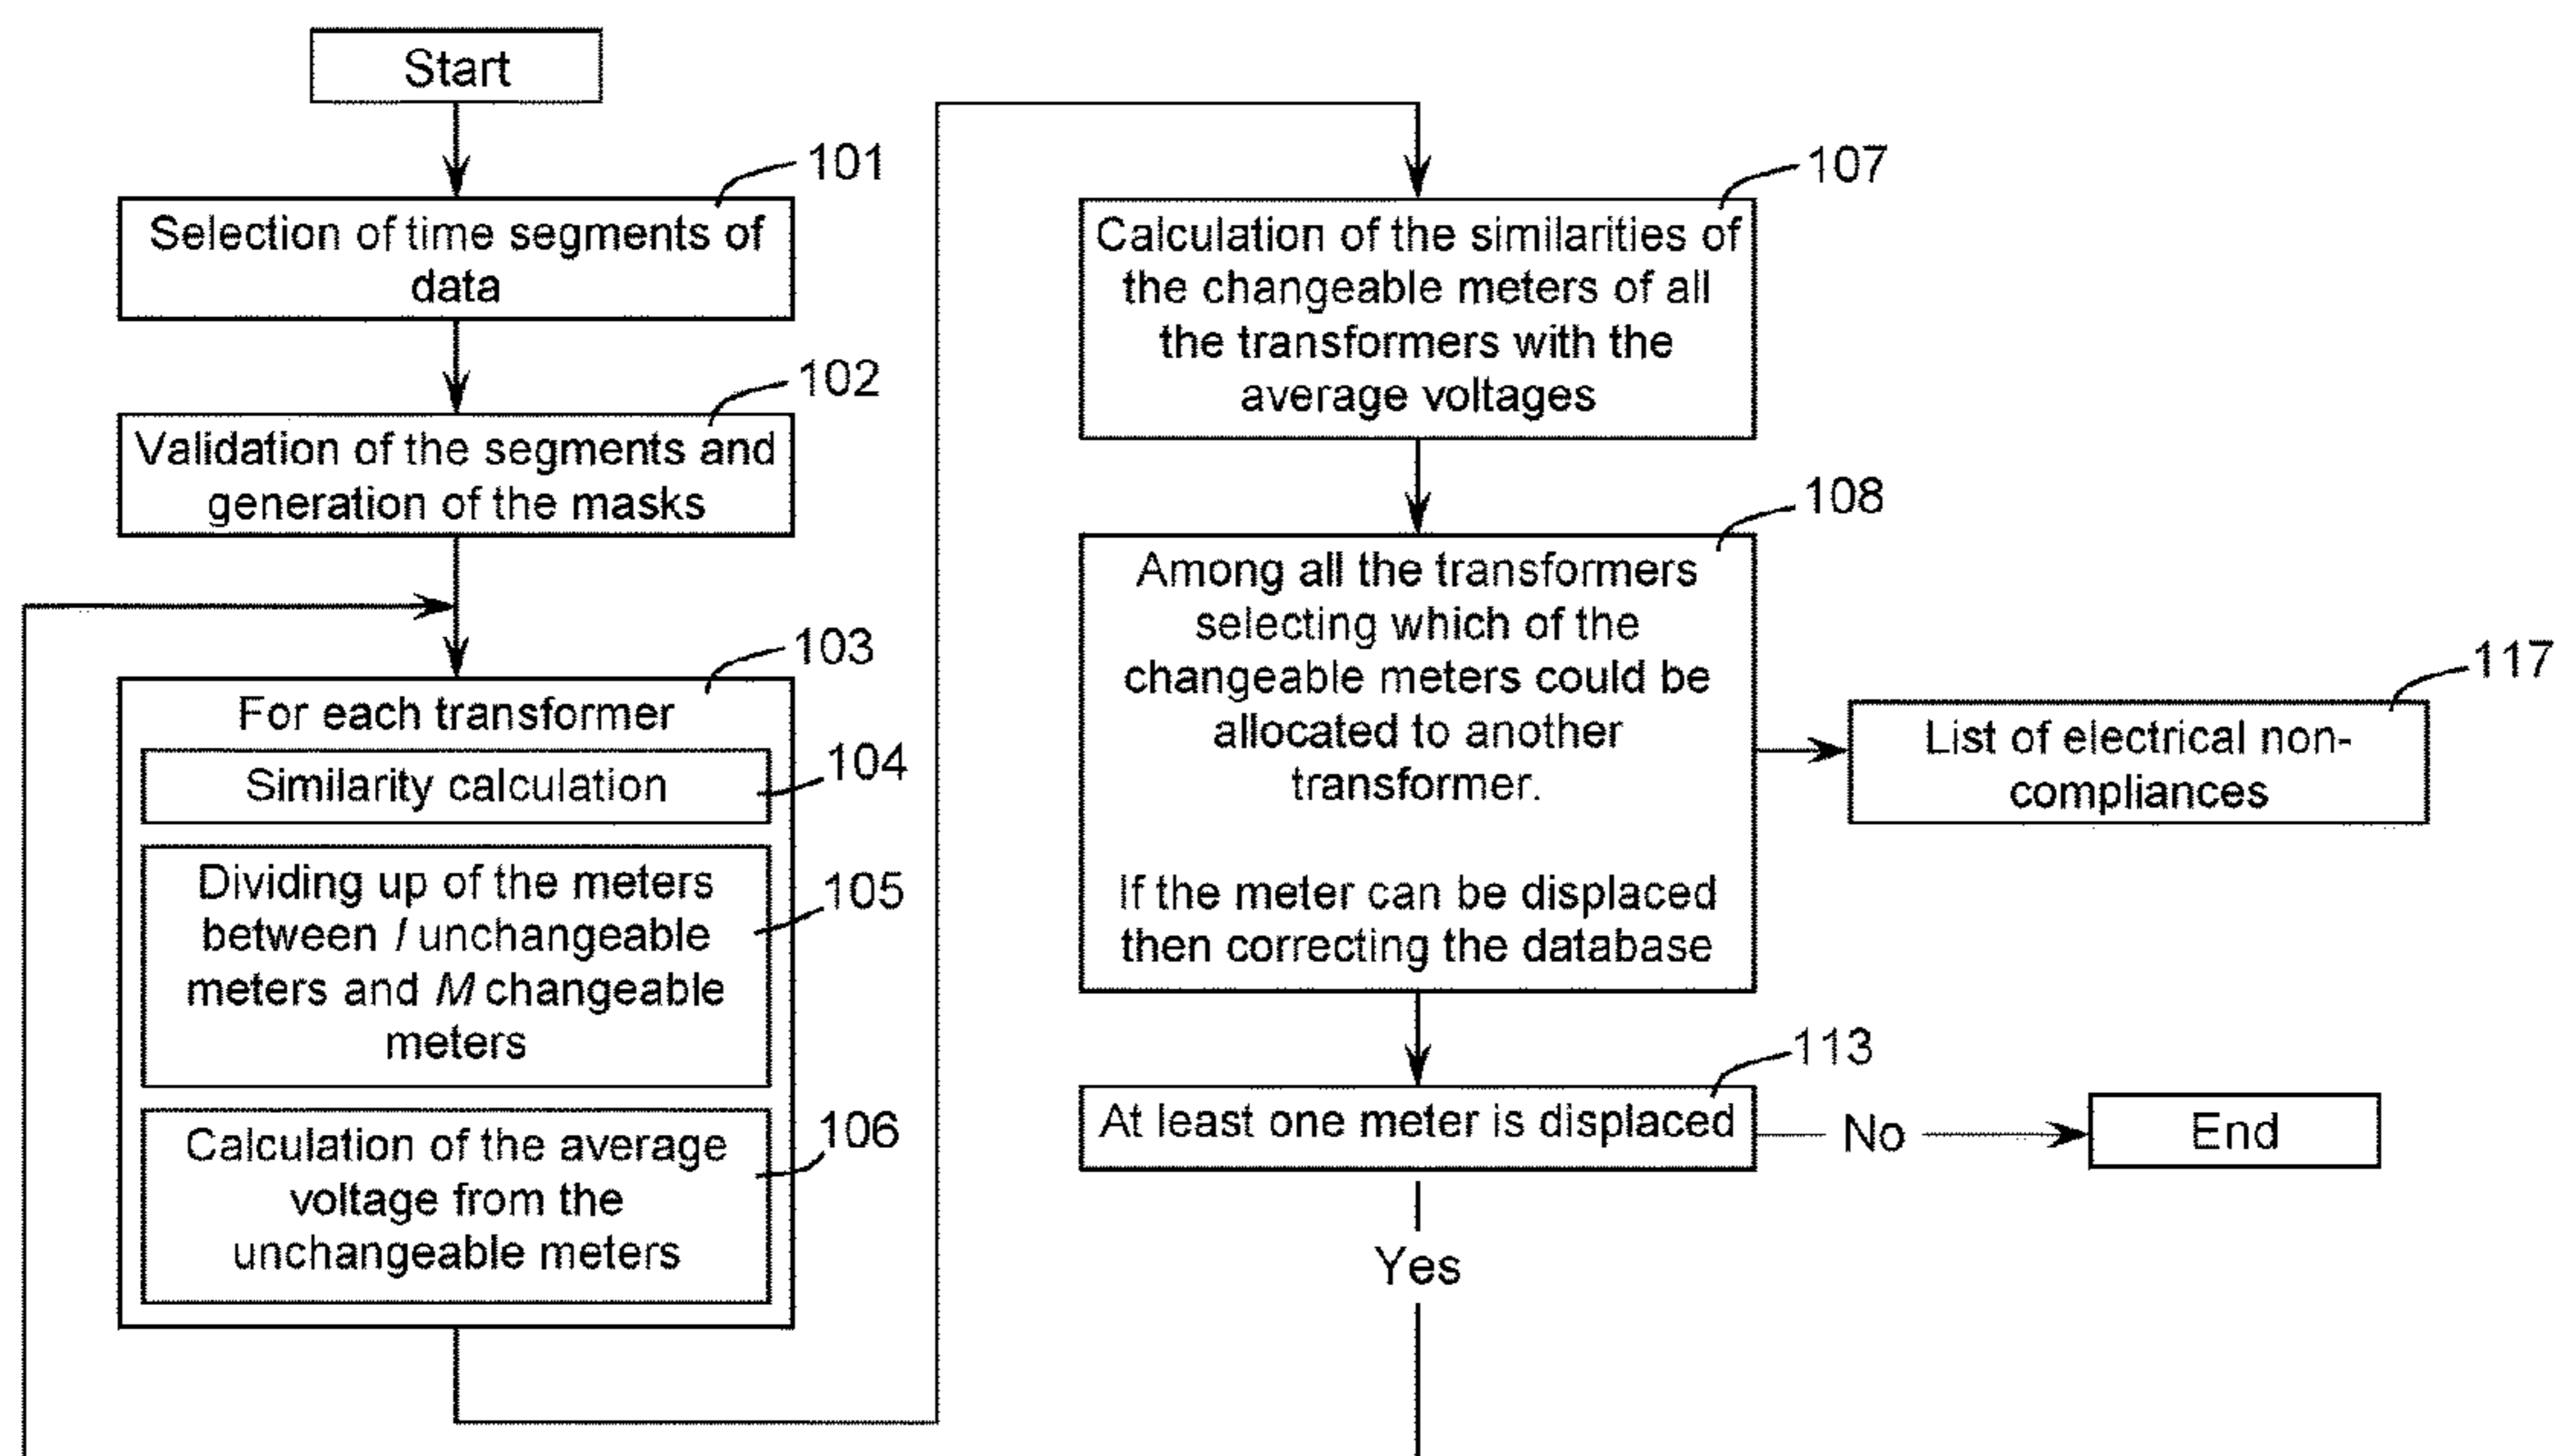 Start
101
Selection of time segments of
data
102
Validation of the segments and
generation of the masks
103
For each transformer
104
Similarity calculation
105
Dividing up of the meters
between I unchangeable
meters and M changeable
meters
106
Calculation of the average
voltage from the
unchangeable meters
107
Calculation of the similarities of
the changeable meters of all
the transformers with the
average voltages
108
Among all the transformers
selecting which of the
changeable meters could be
allocated to another
transformer.
If the meter can be displaced
then correcting the database
117
List of electrical non-
compliances
113
At least one meter is displaced
No
End
Yes